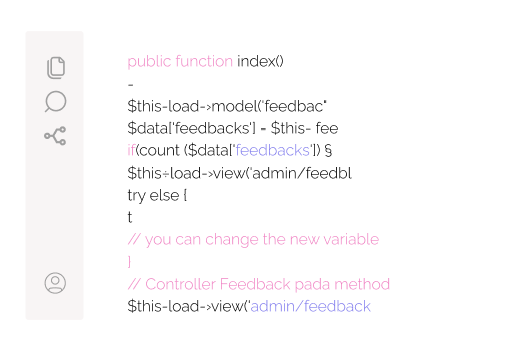 public function index()
-
$this-load->model('feedbac"
$data['feedbacks'] = $this- fee
if(count ($data['feedbacks']) §
$this÷load->view('admin/feedbl
try else {
t
// you can change the new variable
}
// Controller Feedback pada method
$this-load->view('admin/feedback